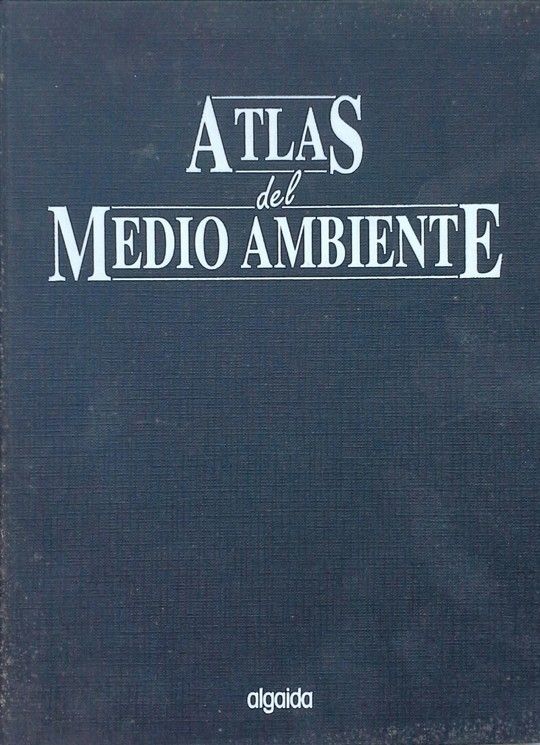 ATLAS
del
MEDIO AMBIENTE
algaida